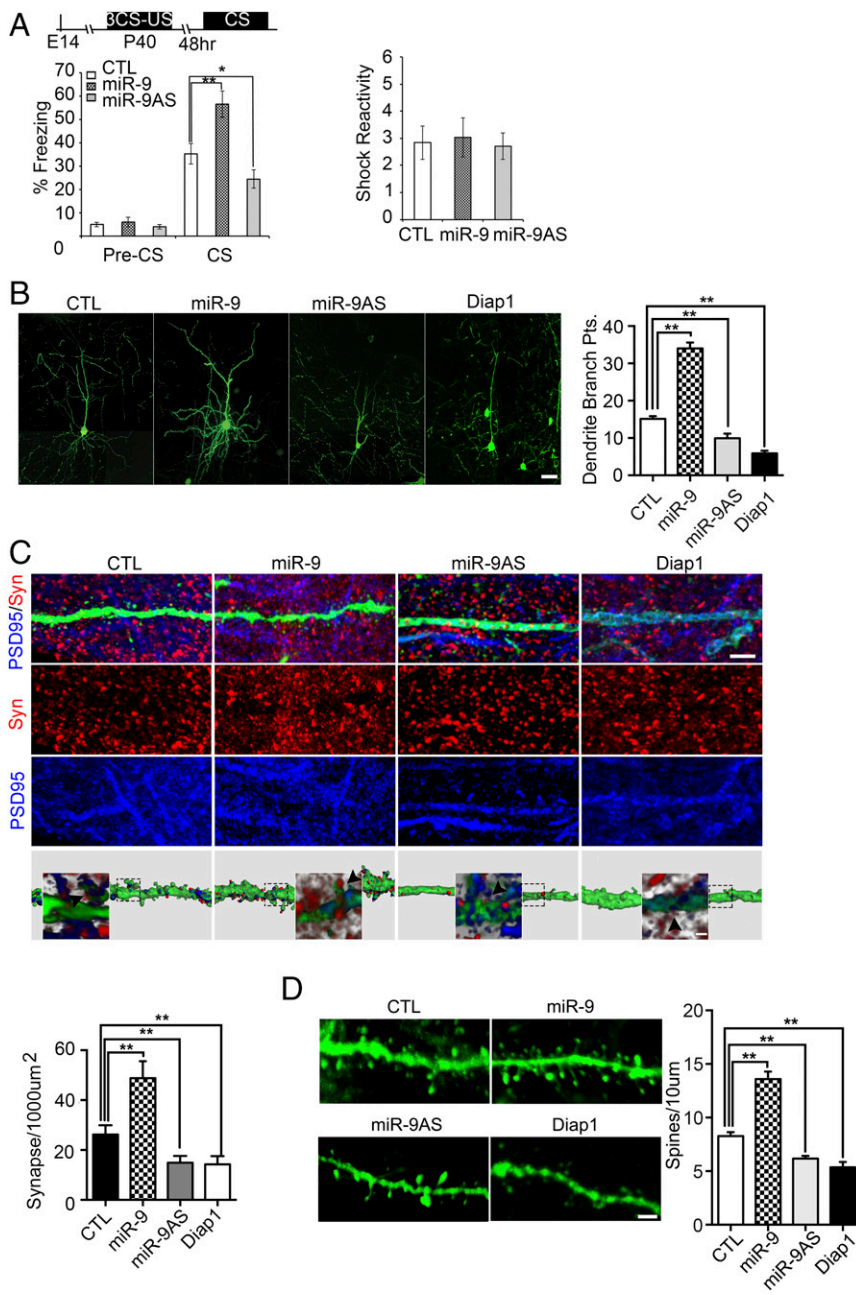 A
3CS-US
CS
E14
P40
48hr
CTL
miR-9
miR-9AS
*
**
% Freezing
70
60
50
40
30
20
10
0
Pre-CS
CS
Shock Reactivity
6
5
4
3
2
1
0
CTL miR-9 miR-9AS
B
CTL
miR-9
miR-9AS
Diap1
Dendrite Branch Pts.
40
30
20
10
0
**
**
**
CTL
miR-9
miR-9AS
Diap1
C
CTL
miR-9
miR-9AS
Diap1
PSD95/Syn
Syn
PSD95
Synapse/1000um2
60
40
20
0
**
**
**
CTL
miR-9
miR-9AS
Diap1
D
CTL
miR-9
miR-9AS
Diap1
Spines/10um
20
15
10
5
0
**
**
**
CTL
miR-9
miR-9AS
Diap1